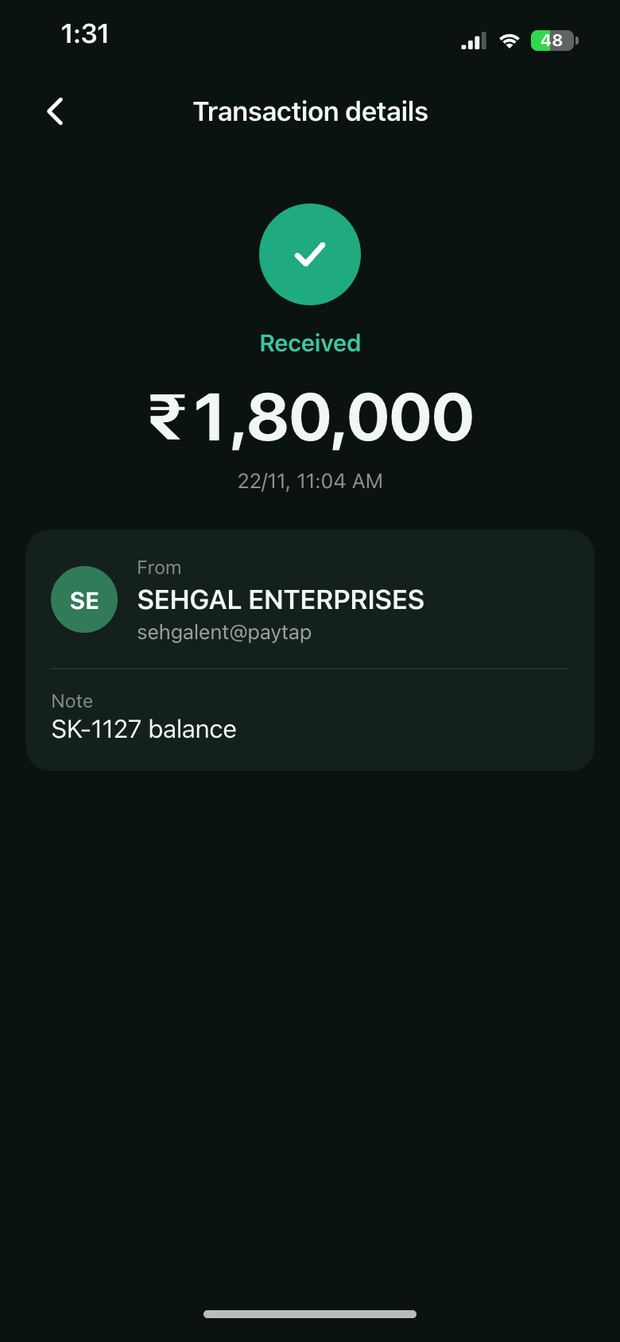 1:31
48
Transaction details
Received
₹1,80,000
22/11, 11:04 AM
From
SE
SEHGAL ENTERPRISES
sehgalent@paytap
Note
SK-1127 balance